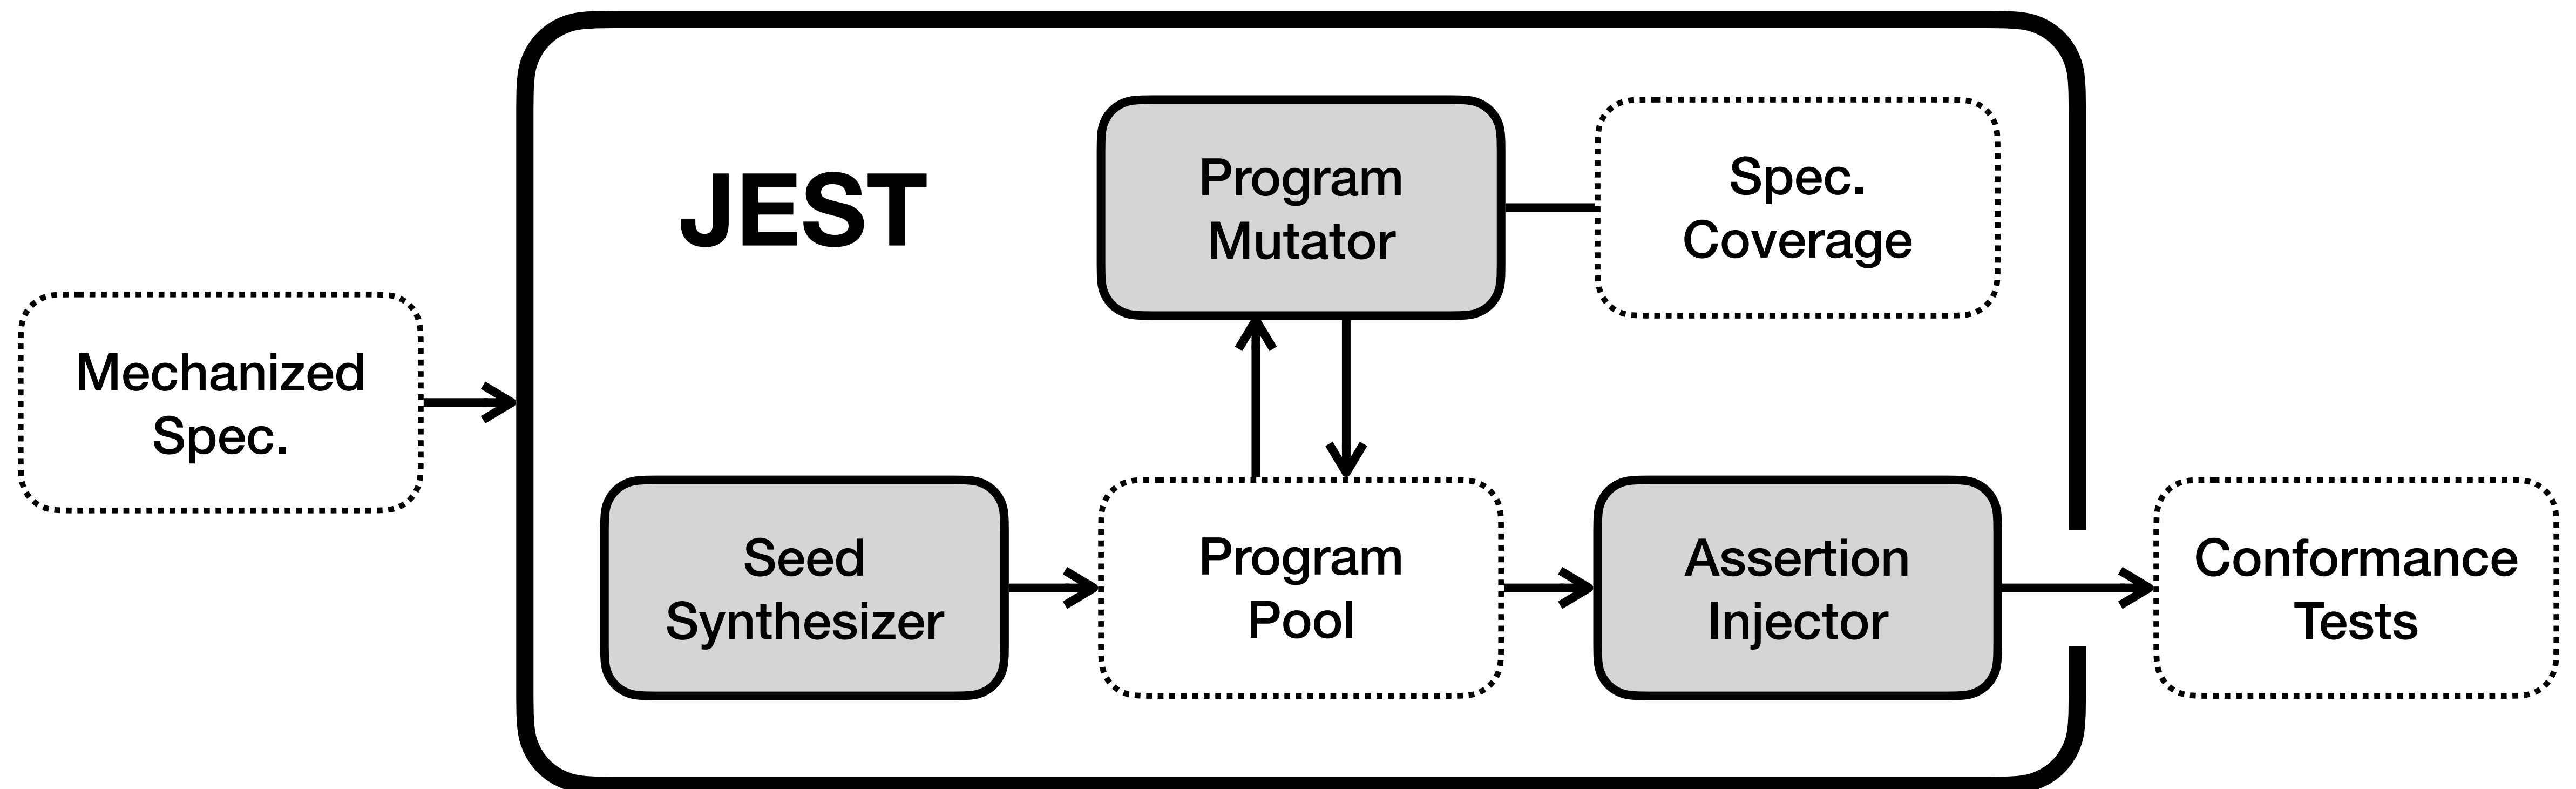 JEST
Program
Mutator
Spec.
Coverage
Mechanized
Spec.
Seed
Synthesizer
Program
Pool
Assertion
Injector
Conformance
Tests